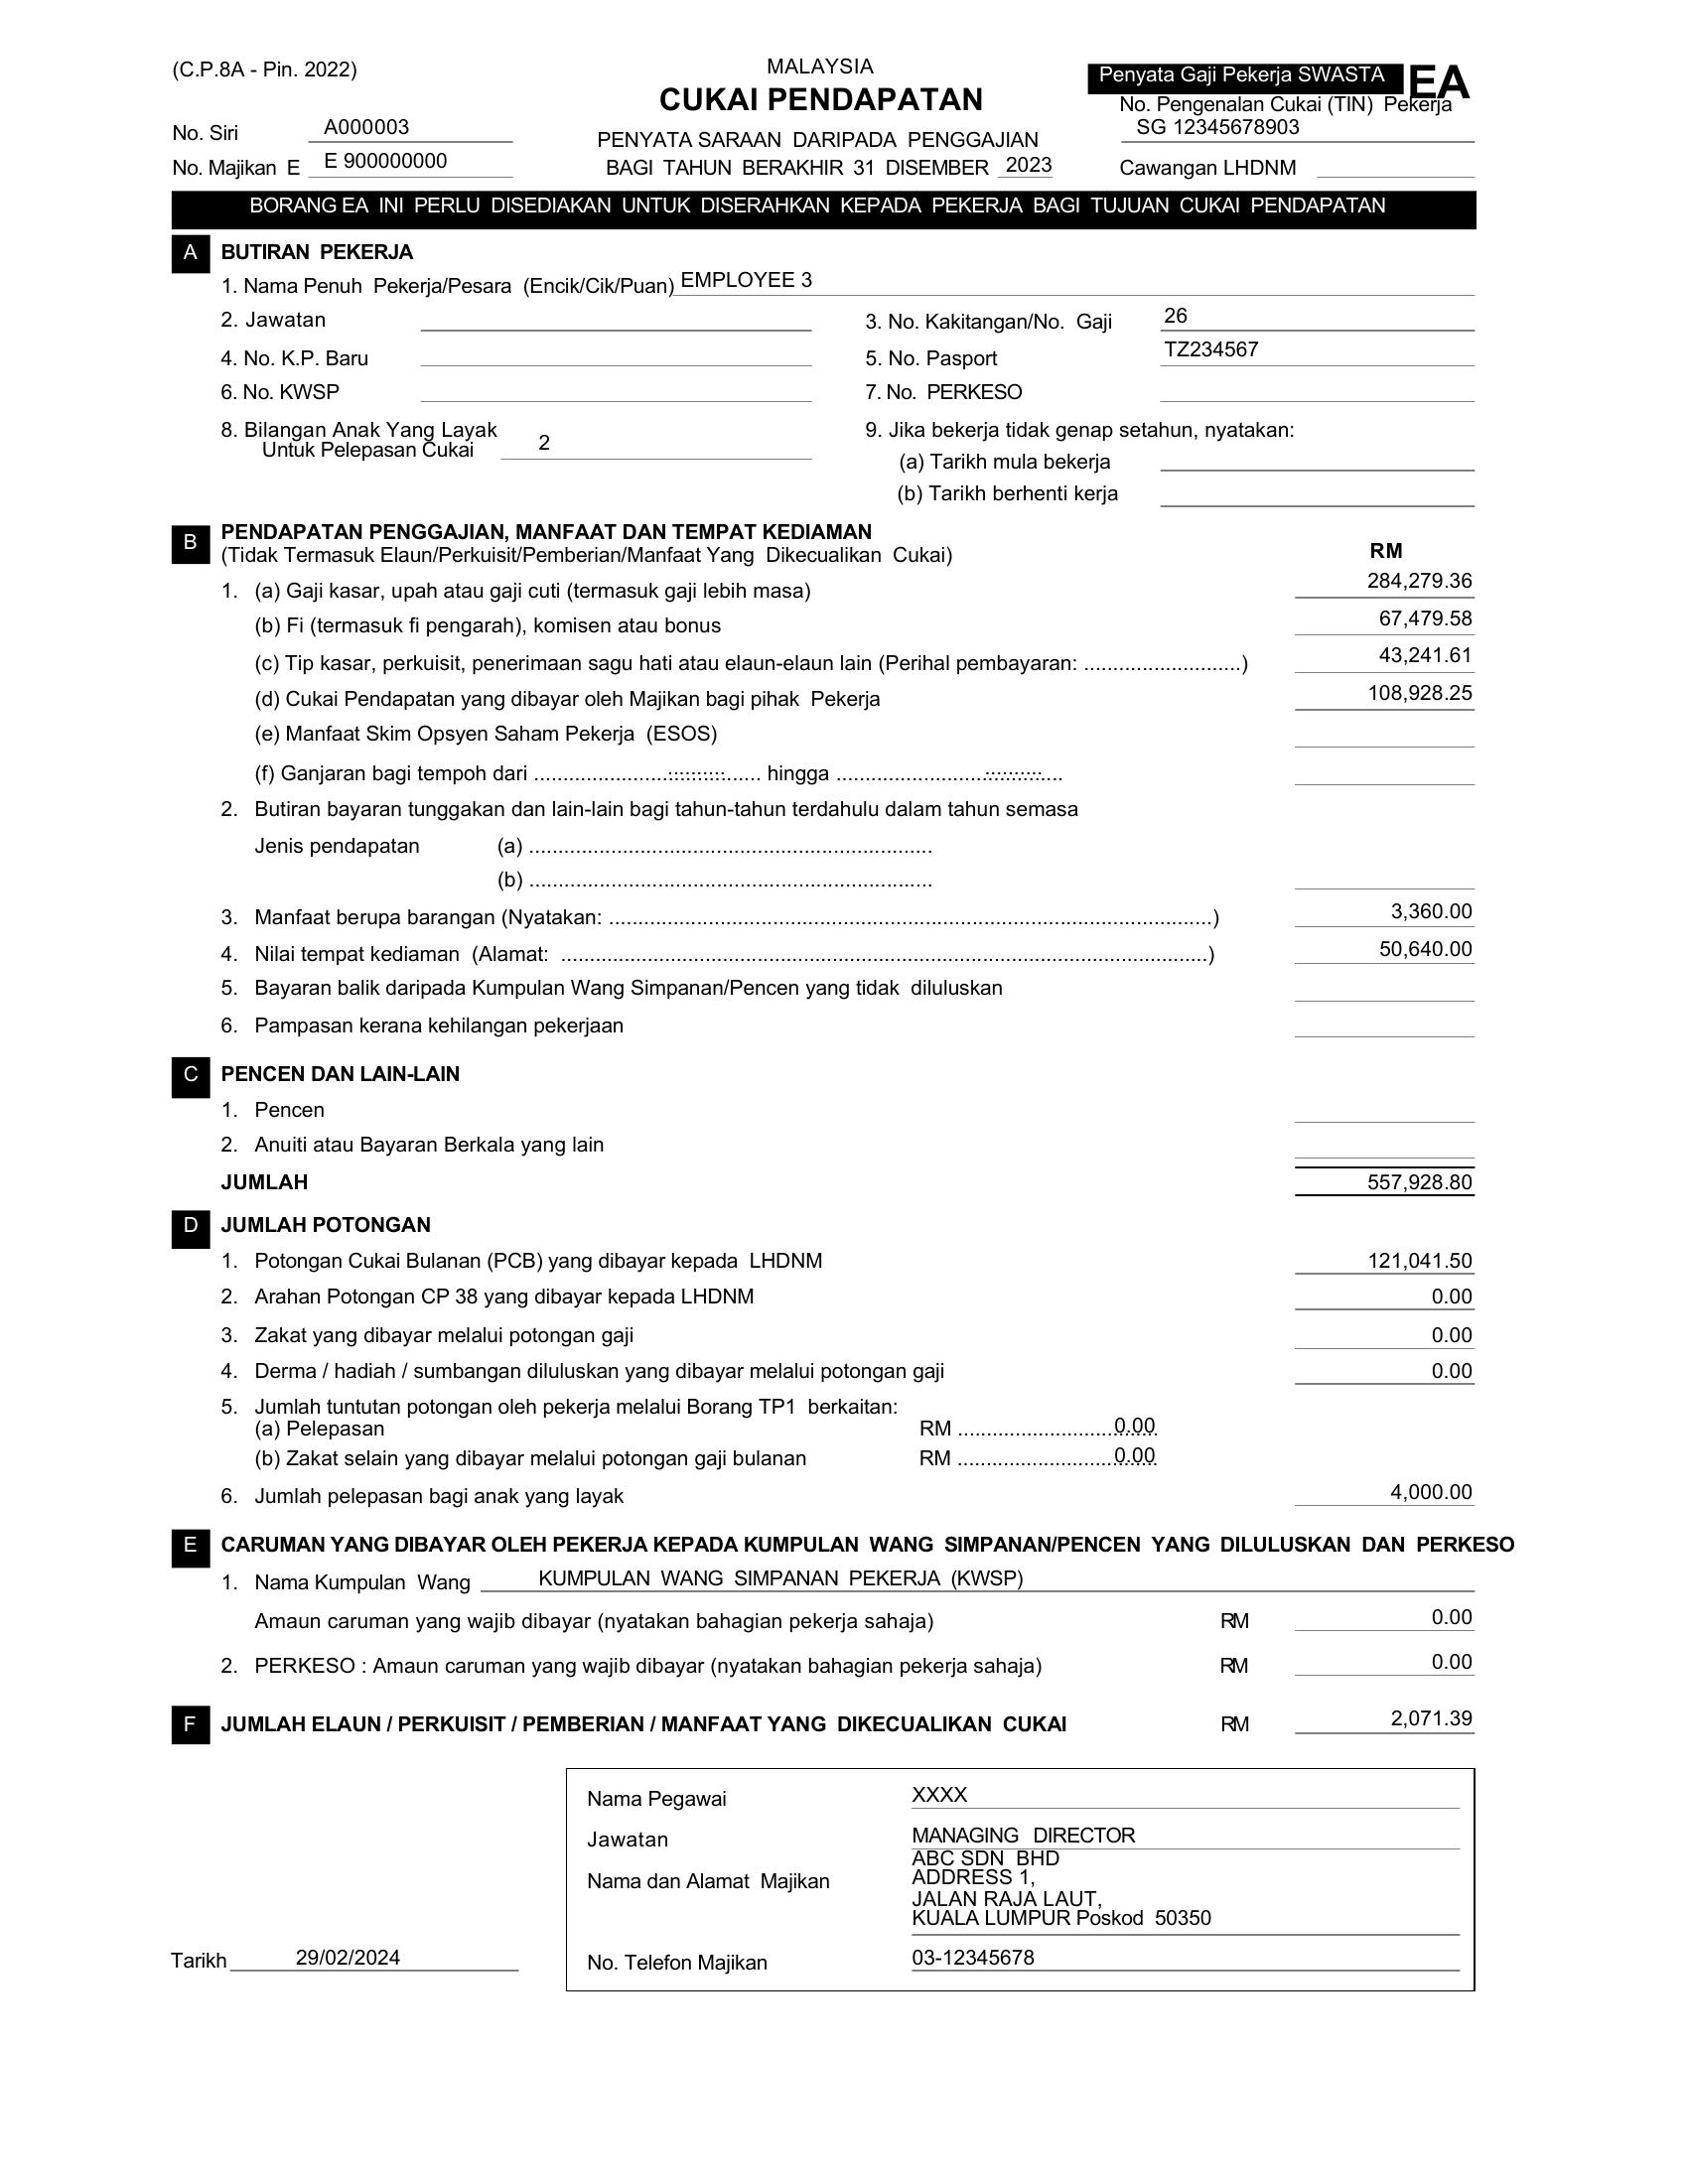 (C.P.8A - Pin. 2022)
MALAYSIA
Penyata Gaji Pekerja SWASTA EA
CUKAI PENDAPATAN
No. Pengenalan Cukai (TIN) Pekerja
No. Siri A000003
PENYATA SARAAN DARIPADA PENGGAJIAN
SG 12345678903
No. Majikan E E 900000000
BAGI TAHUN BERAKHIR 31 DISEMBER 2023
Cawangan LHDNM
BORANG EA INI PERLU DISEDIAKAN UNTUK DISERAHKAN KEPADA PEKERJA BAGI TUJUAN CUKAI PENDAPATAN
A BUTIRAN PEKERJA
1. Nama Penuh Pekerja/Pesara (Encik/Cik/Puan) EMPLOYEE 3
2. Jawatan
3. No. Kakitangan/No. Gaji 26
4. No. K.P. Baru
5. No. Pasport TZ234567
6. No. KWSP
7. No. PERKESO
8. Bilangan Anak Yang Layak
Untuk Pelepasan Cukai 2
9. Jika bekerja tidak genap setahun, nyatakan:
(a) Tarikh mula bekerja
(b) Tarikh berhenti kerja
B PENDAPATAN PENGGAJIAN, MANFAAT DAN TEMPAT KEDIAMAN
(Tidak Termasuk Elaun/Perkuisit/Pemberian/Manfaat Yang Dikecualikan Cukai) RM
1. (a) Gaji kasar, upah atau gaji cuti (termasuk gaji lebih masa) 284,279.36
(b) Fi (termasuk fi pengarah), komisen atau bonus 67,479.58
(c) Tip kasar, perkuisit, penerimaan sagu hati atau elaun-elaun lain (Perihal pembayaran: ...........................) 43,241.61
(d) Cukai Pendapatan yang dibayar oleh Majikan bagi pihak Pekerja 108,928.25
(e) Manfaat Skim Opsyen Saham Pekerja (ESOS)
(f) Ganjaran bagi tempoh dari ....................................... hingga .......................................
2. Butiran bayaran tunggakan dan lain-lain bagi tahun-tahun terdahulu dalam tahun semasa
Jenis pendapatan (a) .....................................................................
(b) .....................................................................
3. Manfaat berupa barangan (Nyatakan: .......................................................................................................) 3,360.00
4. Nilai tempat kediaman (Alamat: ...............................................................................................................) 50,640.00
5. Bayaran balik daripada Kumpulan Wang Simpanan/Pencen yang tidak diluluskan
6. Pampasan kerana kehilangan pekerjaan
C PENCEN DAN LAIN-LAIN
1. Pencen
2. Anuiti atau Bayaran Berkala yang lain
JUMLAH 557,928.80
D JUMLAH POTONGAN
1. Potongan Cukai Bulanan (PCB) yang dibayar kepada LHDNM 121,041.50
2. Arahan Potongan CP 38 yang dibayar kepada LHDNM 0.00
3. Zakat yang dibayar melalui potongan gaji 0.00
4. Derma / hadiah / sumbangan diluluskan yang dibayar melalui potongan gaji 0.00
5. Jumlah tuntutan potongan oleh pekerja melalui Borang TP1 berkaitan:
(a) Pelepasan RM ................................... 0.00
(b) Zakat selain yang dibayar melalui potongan gaji bulanan RM ................................... 0.00
6. Jumlah pelepasan bagi anak yang layak 4,000.00
E CARUMAN YANG DIBAYAR OLEH PEKERJA KEPADA KUMPULAN WANG SIMPANAN/PENCEN YANG DILULUSKAN DAN PERKESO
1. Nama Kumpulan Wang KUMPULAN WANG SIMPANAN PEKERJA (KWSP)
Amaun caruman yang wajib dibayar (nyatakan bahagian pekerja sahaja) RM 0.00
2. PERKESO : Amaun caruman yang wajib dibayar (nyatakan bahagian pekerja sahaja) RM 0.00
F JUMLAH ELAUN / PERKUISIT / PEMBERIAN / MANFAAT YANG DIKECUALIKAN CUKAI RM 2,071.39
Nama Pegawai XXXX
Jawatan MANAGING DIRECTOR
Nama dan Alamat Majikan ABC SDN BHD
ADDRESS 1,
JALAN RAJA LAUT,
KUALA LUMPUR Poskod 50350
Tarikh 29/02/2024
No. Telefon Majikan 03-12345678